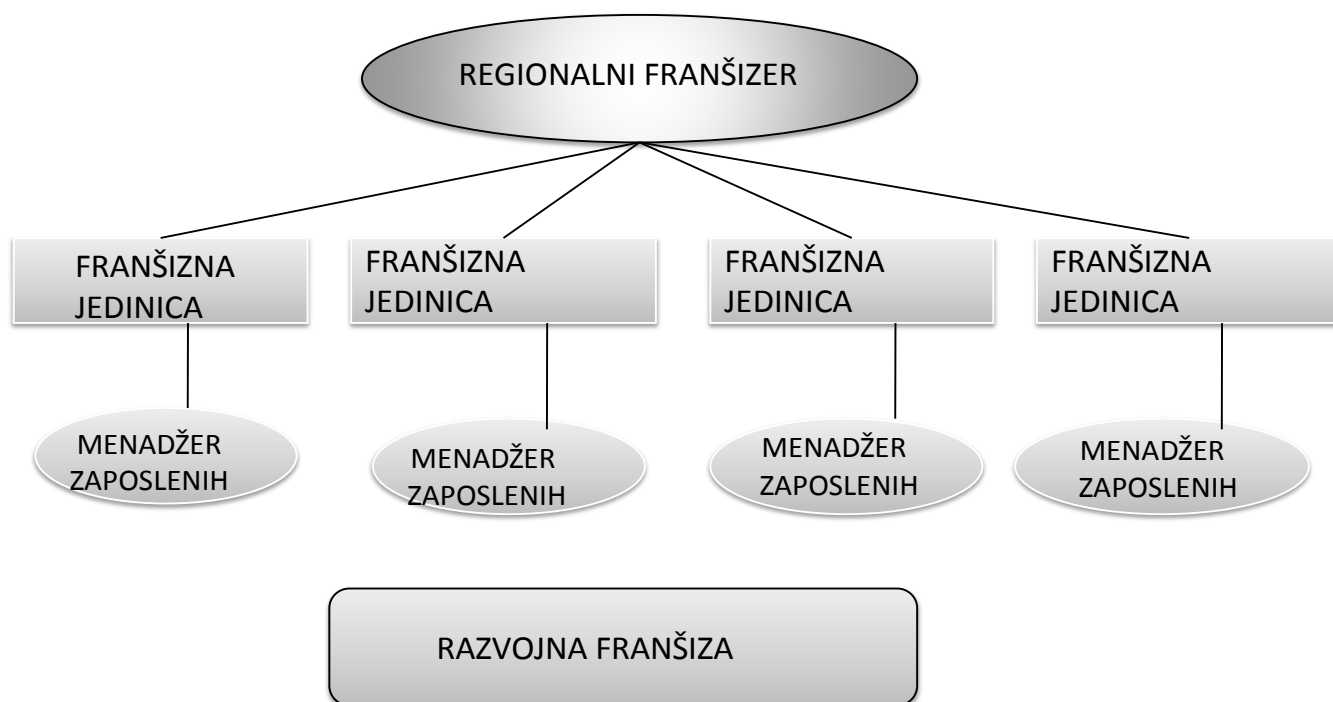 REGIONALNI FRANŠIZER
FRANŠIZNA
JEDINICA
FRANŠIZNA
JEDINICA
FRANŠIZNA
JEDINICA
FRANŠIZNA
JEDINICA
MENADŽER
ZAPOSLENIH
MENADŽER
ZAPOSLENIH
MENADŽER
ZAPOSLENIH
MENADŽER
ZAPOSLENIH
RAZVOJNA FRANŠIZA